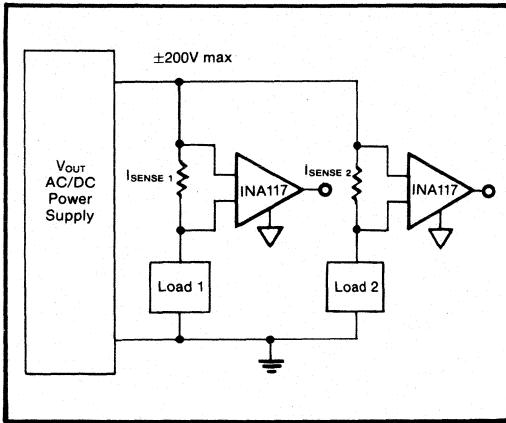 ±200V max
VOUT
AC/DC
Power
Supply
ISENSE 1
INA117
ISENSE 2
INA117
Load 1
Load 2